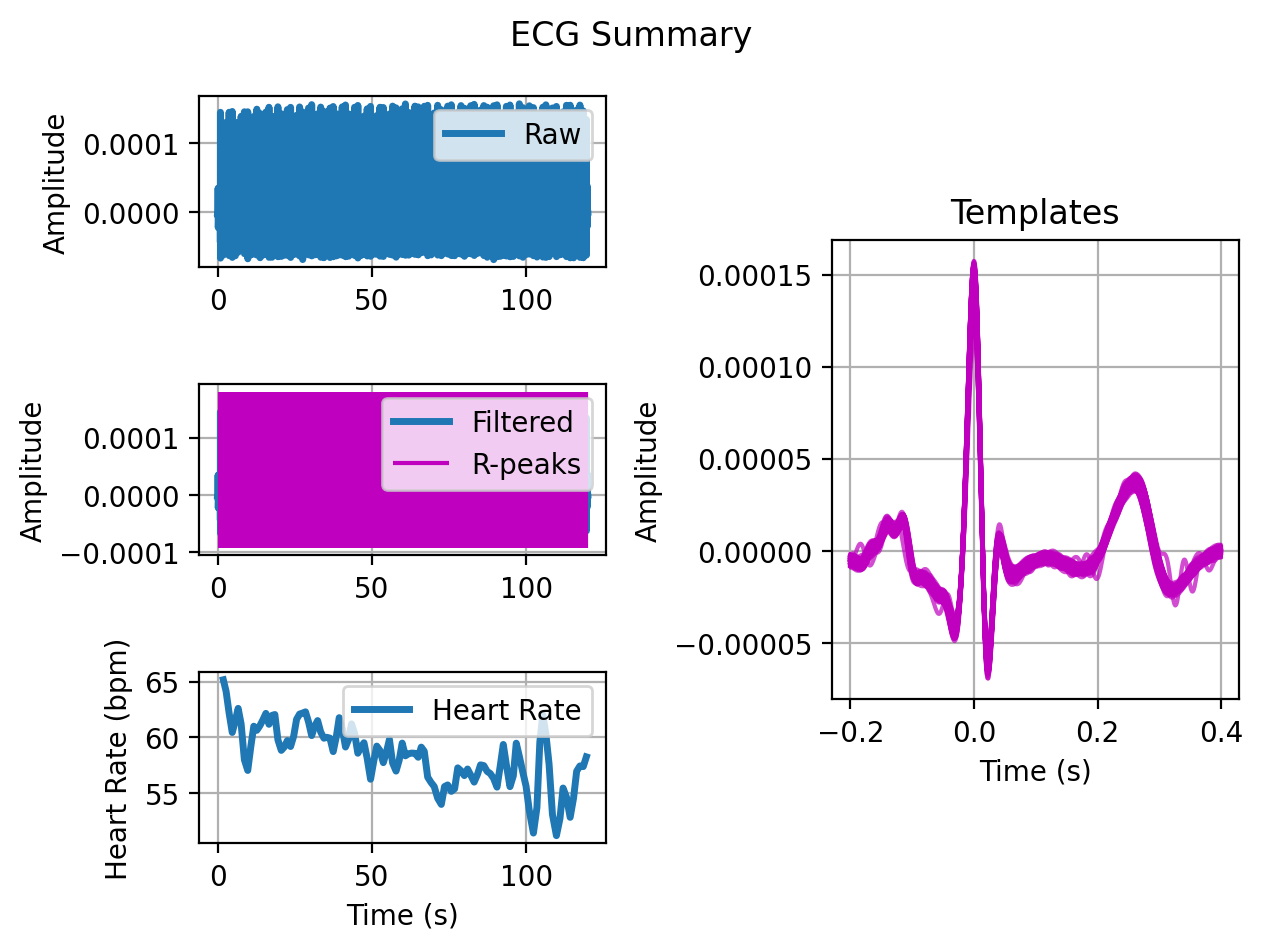 ECG Summary
Amplitude
0.0001
0.0000
Raw
0 50 100
Amplitude
0.0001
0.0000
−0.0001
Filtered
R-peaks
0 50 100
Heart Rate (bpm)
65
60
55
Heart Rate
0 50 100
Time (s)
Templates
Amplitude
0.00015
0.00010
0.00005
0.00000
−0.00005
−0.2 0.0 0.2 0.4
Time (s)